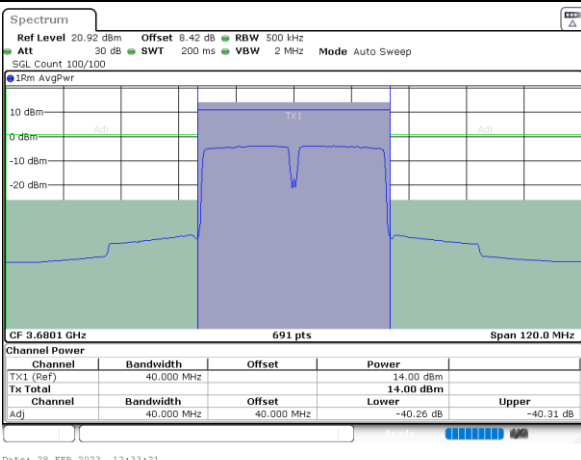 Spectrum
Ref Level 20.92 dBm Offset 8.42 dB RBW 500 kHz
Att 30 dB SWT 200 ms VBW 2 MHz Mode Auto Sweep
SGL Count 100/100
1Rm AvgPwr
TX1
10 dBm
Adj Adj
0 dBm
-10 dBm
-20 dBm
CF 3.6801 GHz 691 pts Span 120.0 MHz
Channel Power
Channel Bandwidth Offset Power
TX1 (Ref) 40.000 MHz 14.00 dBm
Tx Total 14.00 dBm
Channel Bandwidth Offset Lower Upper
Adj 40.000 MHz 40.000 MHz -40.26 dB -40.31 dB
Ready